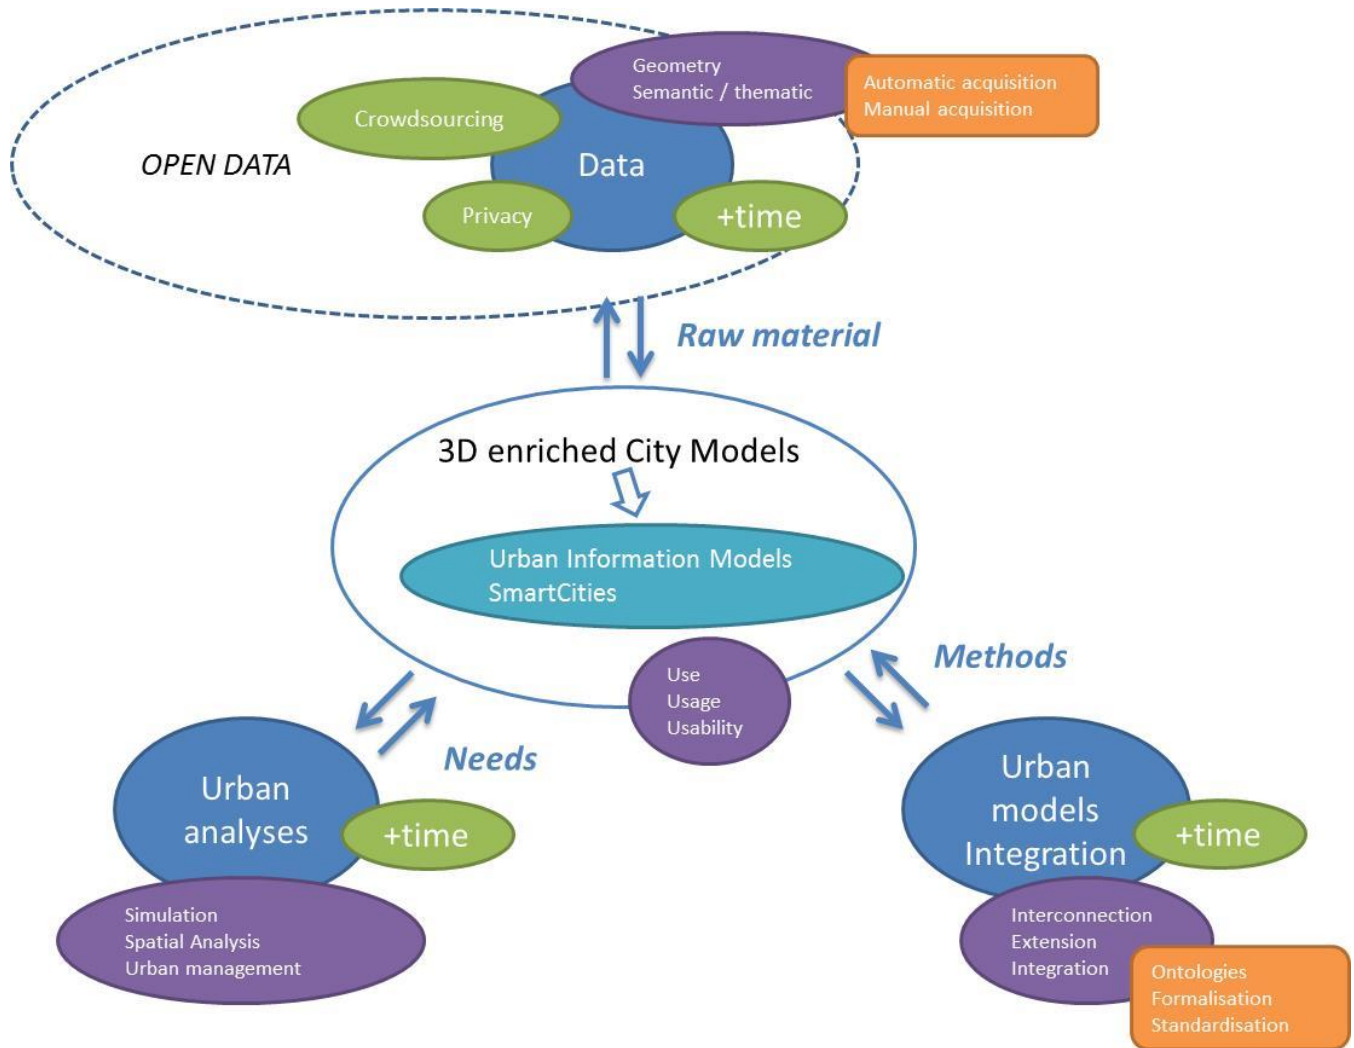 Geometry
Semantic / thematic
Automatic acquisition
Manual acquisition
Crowdsourcing
OPEN DATA
Data
Privacy
+time
Raw material
3D enriched City Models
Urban Information Models
SmartCities
Use
Usage
Usability
Methods
Needs
Urban
analyses
+time
Simulation
Spatial Analysis
Urban management
Urban
models
Integration
+time
Interconnection
Extension
Integration
Ontologies
Formalisation
Standardisation